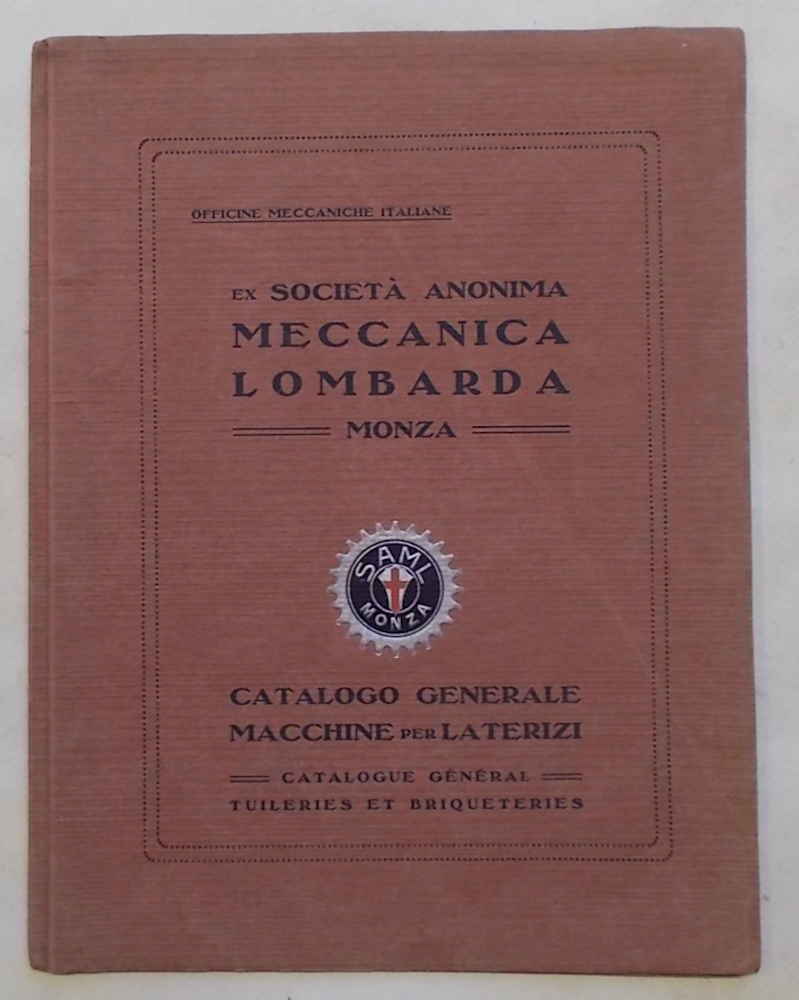 OFFICINE MECCANICHE ITALIANE
EX SOCIETÀ ANONIMA
MECCANICA
LOMBARDA
MONZA
SAML
MONZA
CATALOGO GENERALE
MACCHINE PER LATERIZI
CATALOGUE GÉNÉRAL
TUILERIES ET BRIQUETERIES